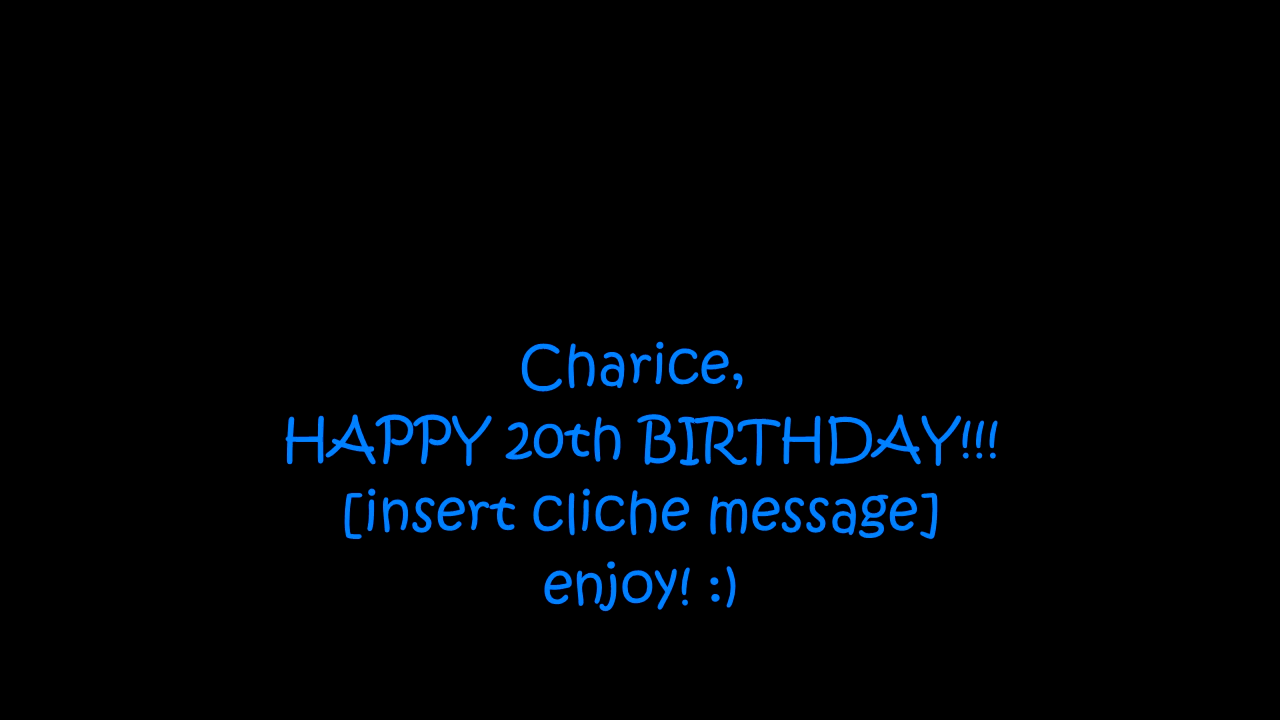 Charice,
HAPPY 20th BIRTHDAY!!!
[insert cliche message]
enjoy! :)